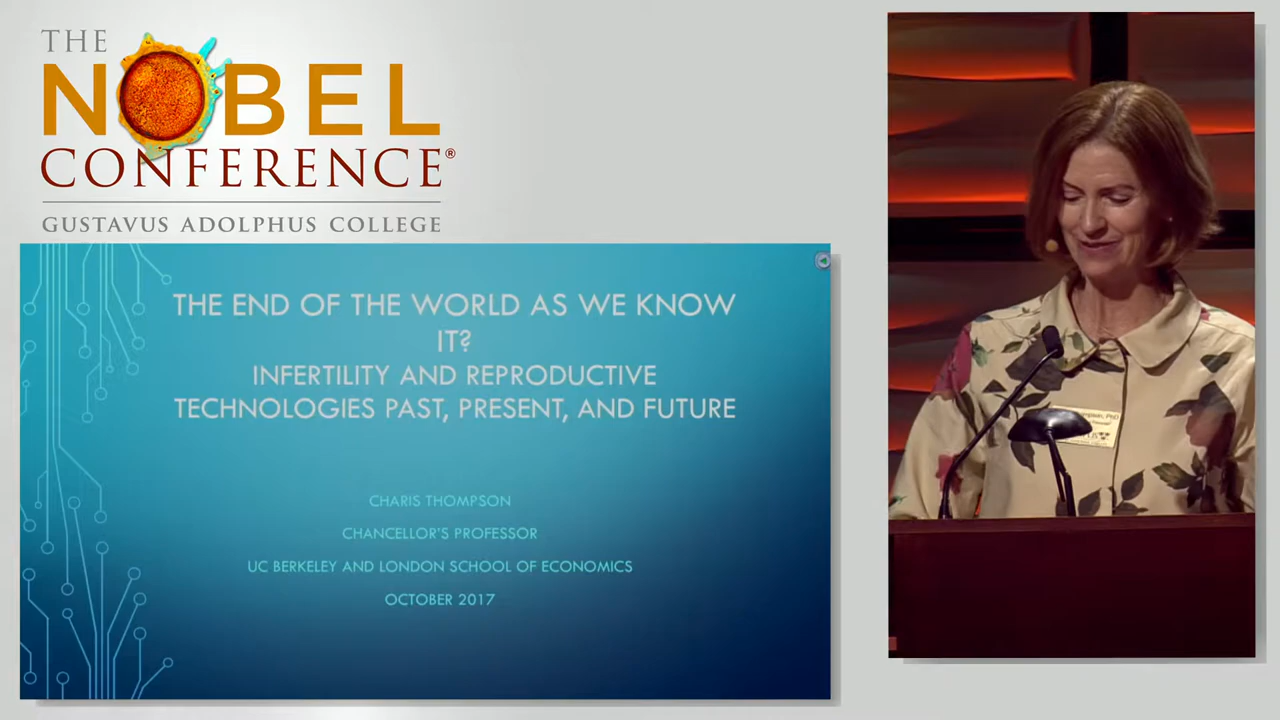 THE
NOBEL
CONFERENCE®
GUSTAVUS ADOLPHUS COLLEGE
THE END OF THE WORLD AS WE KNOW
IT?
INFERTILITY AND REPRODUCTIVE
TECHNOLOGIES PAST, PRESENT, AND FUTURE
CHARIS THOMPSON
CHANCELLOR'S PROFESSOR
UC BERKELEY AND LONDON SCHOOL OF ECONOMICS
OCTOBER 2017
PhD